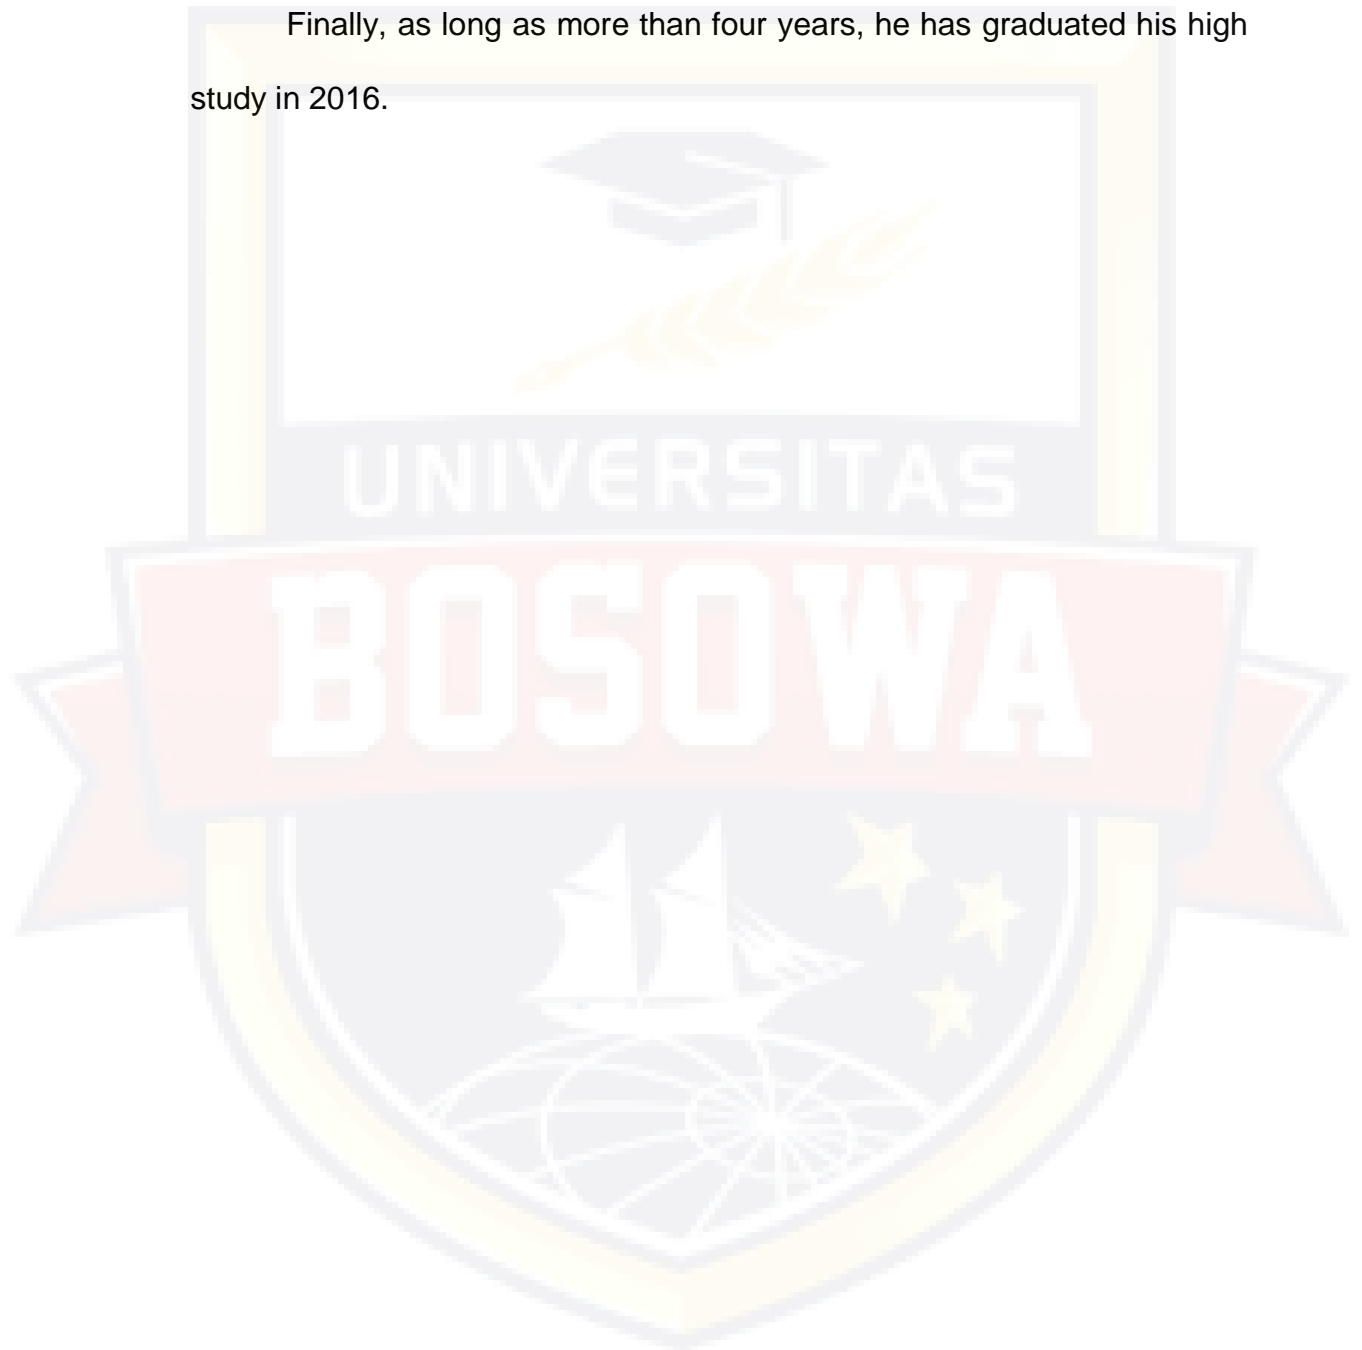 Finally, as long as more than four years, he has graduated his high
study in 2016.
UNIVERSITAS
BOSOWA